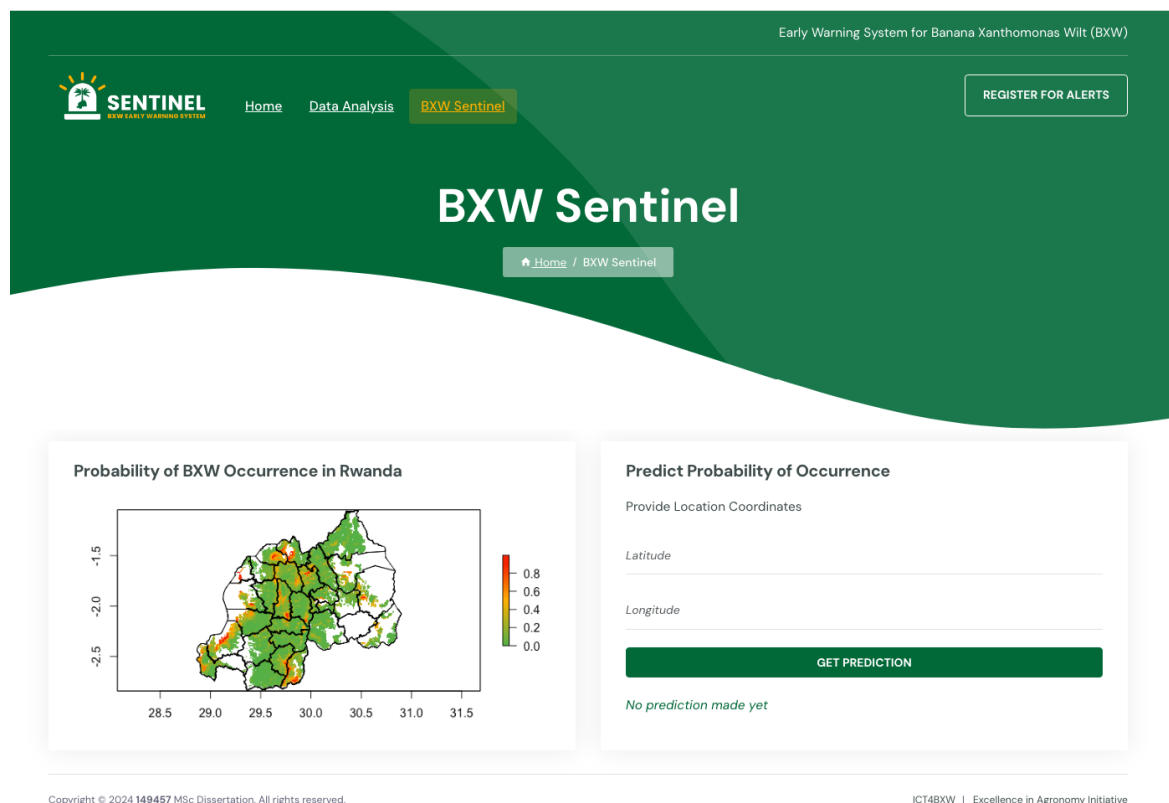 Early Warning System for Banana Xanthomonas Wilt (BXW)
SENTINEL
BXW EARLY WARNING SYSTEM
Home Data Analysis BXW Sentinel
REGISTER FOR ALERTS
BXW Sentinel
Home / BXW Sentinel
Probability of BXW Occurrence in Rwanda
-1.5
-2.0
-2.5
28.5 29.0 29.5 30.0 30.5 31.0 31.5
0.8
0.6
0.4
0.2
0.0
Predict Probability of Occurrence
Provide Location Coordinates
Latitude
Longitude
GET PREDICTION
No prediction made yet
Copyright © 2024 149457 MSc Dissertation. All rights reserved.
ICT4BXW | Excellence in Agronomy Initiative